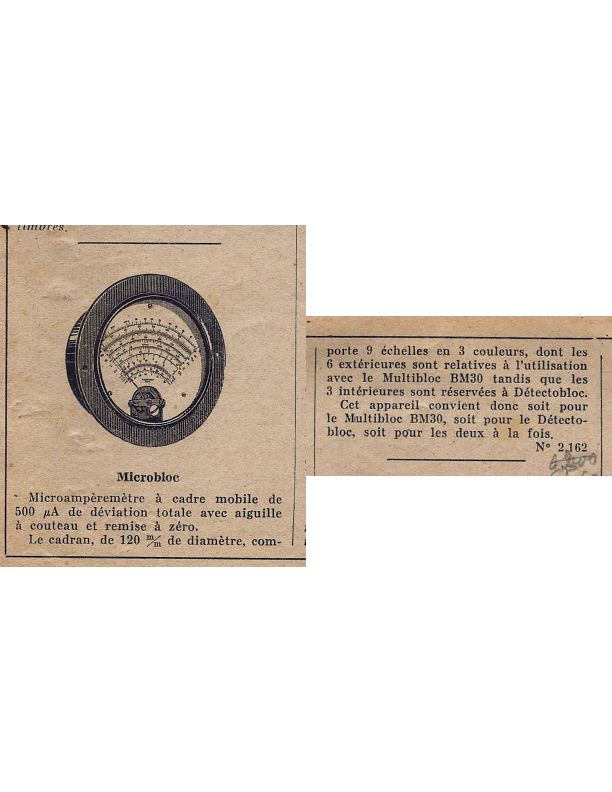 timbres.
Microbloc
Microampèremètre à cadre mobile de
500 μA de déviation totale avec aiguille
à couteau et remise à zéro.
Le cadran, de 120 m/m de diamètre, com-
porte 9 échelles en 3 couleurs, dont les
6 extérieures sont relatives à l'utilisation
avec le Multibloc BM30 tandis que les
3 intérieures sont réservées à Détectobloc.
Cet appareil convient donc soit pour
le Multibloc BM30, soit pour le Détecto-
bloc, soit pour les deux à la fois.
N° 2.162